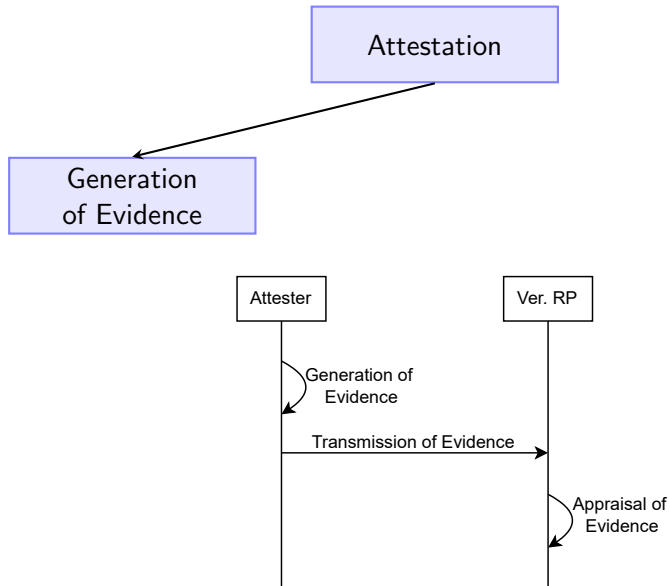 Attestation
Generation
of Evidence
Attester
Ver. RP
Generation of
Evidence
Transmission of Evidence
Appraisal of
Evidence